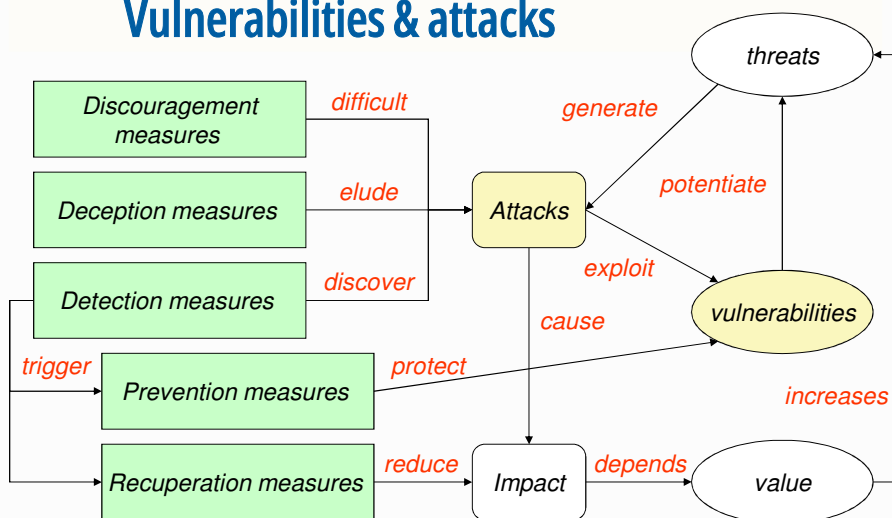 Vulnerabilities & attacks
threats
Discouragement
measures
difficult
generate
potentiate
Deception measures
elude
Attacks
exploit
Detection measures
discover
cause
vulnerabilities
trigger
Prevention measures
protect
increases
Recuperation measures
reduce
Impact
depends
value